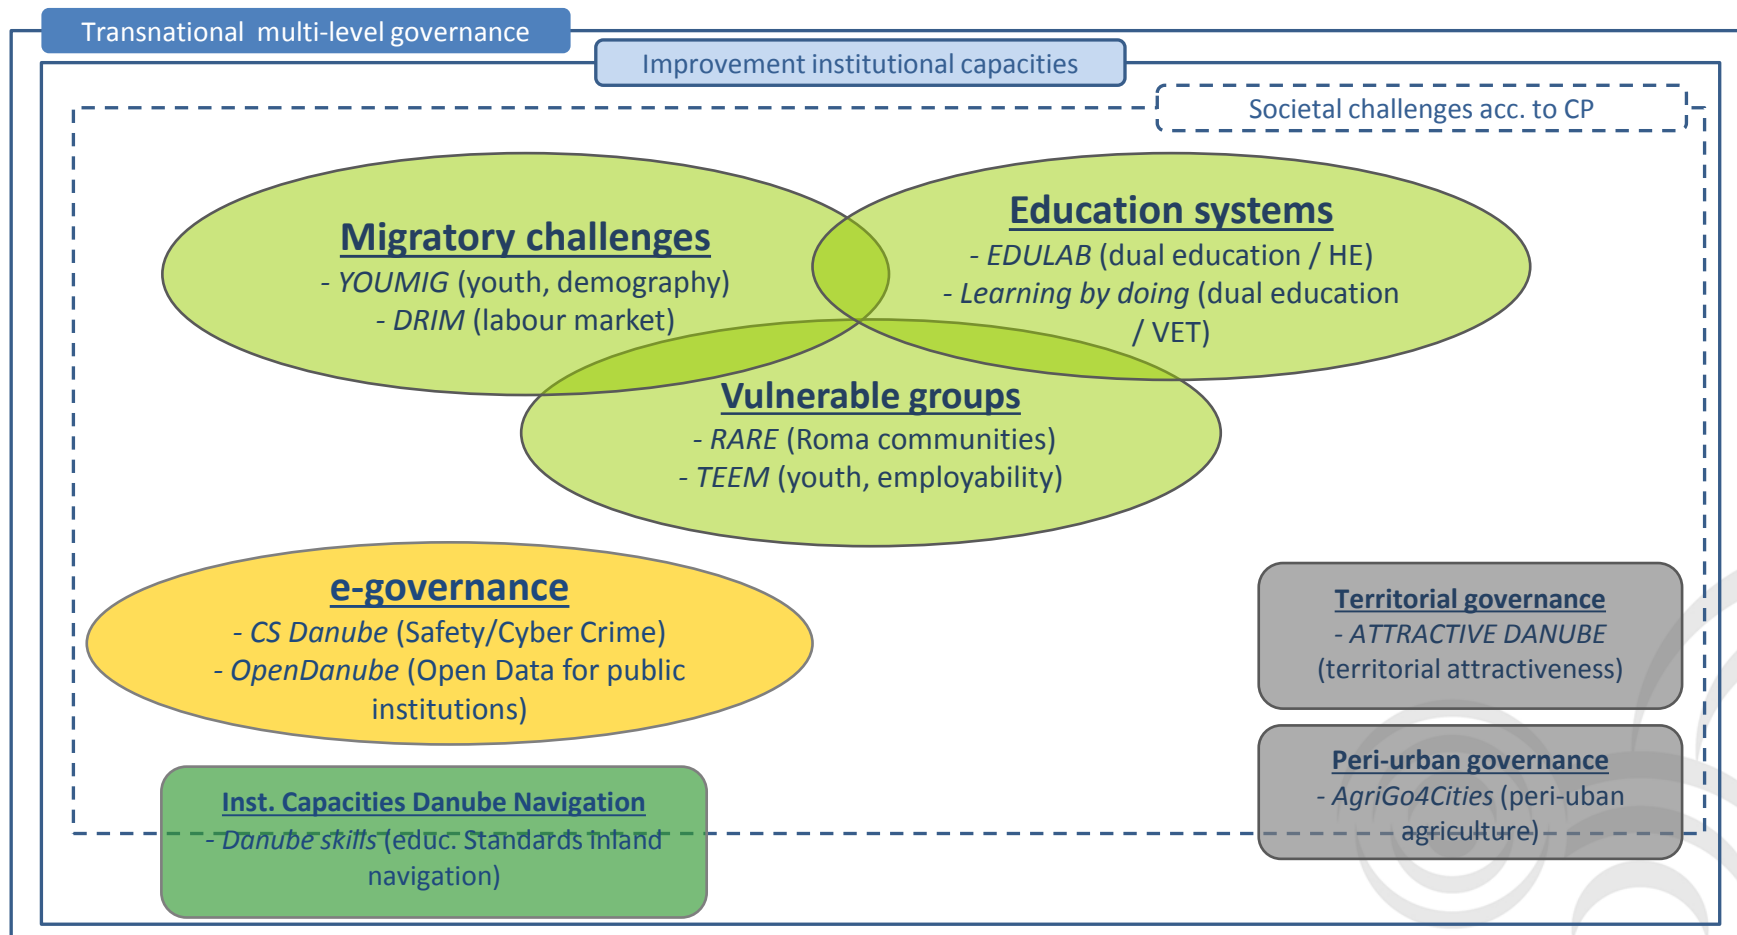 Transnational  multi-level governance
Improvement institutional capacities
Societal challenges acc. to CP
Migratory challenges
- YOUMIG (youth, demography)
- DRIM (labour market)
Education systems
- EDULAB (dual education / HE)
- Learning by doing (dual education
/ VET)
Vulnerable groups
- RARE (Roma communities)
- TEEM (youth, employability)
e-governance
- CS Danube (Safety/Cyber Crime)
- OpenDanube (Open Data for public
institutions)
Territorial governance
- ATTRACTIVE DANUBE
(territorial attractiveness)
Peri-urban governance
- AgriGo4Cities (peri-uban
agriculture)
Inst. Capacities Danube Navigation
- Danube skills (educ. Standards Inland
navigation)